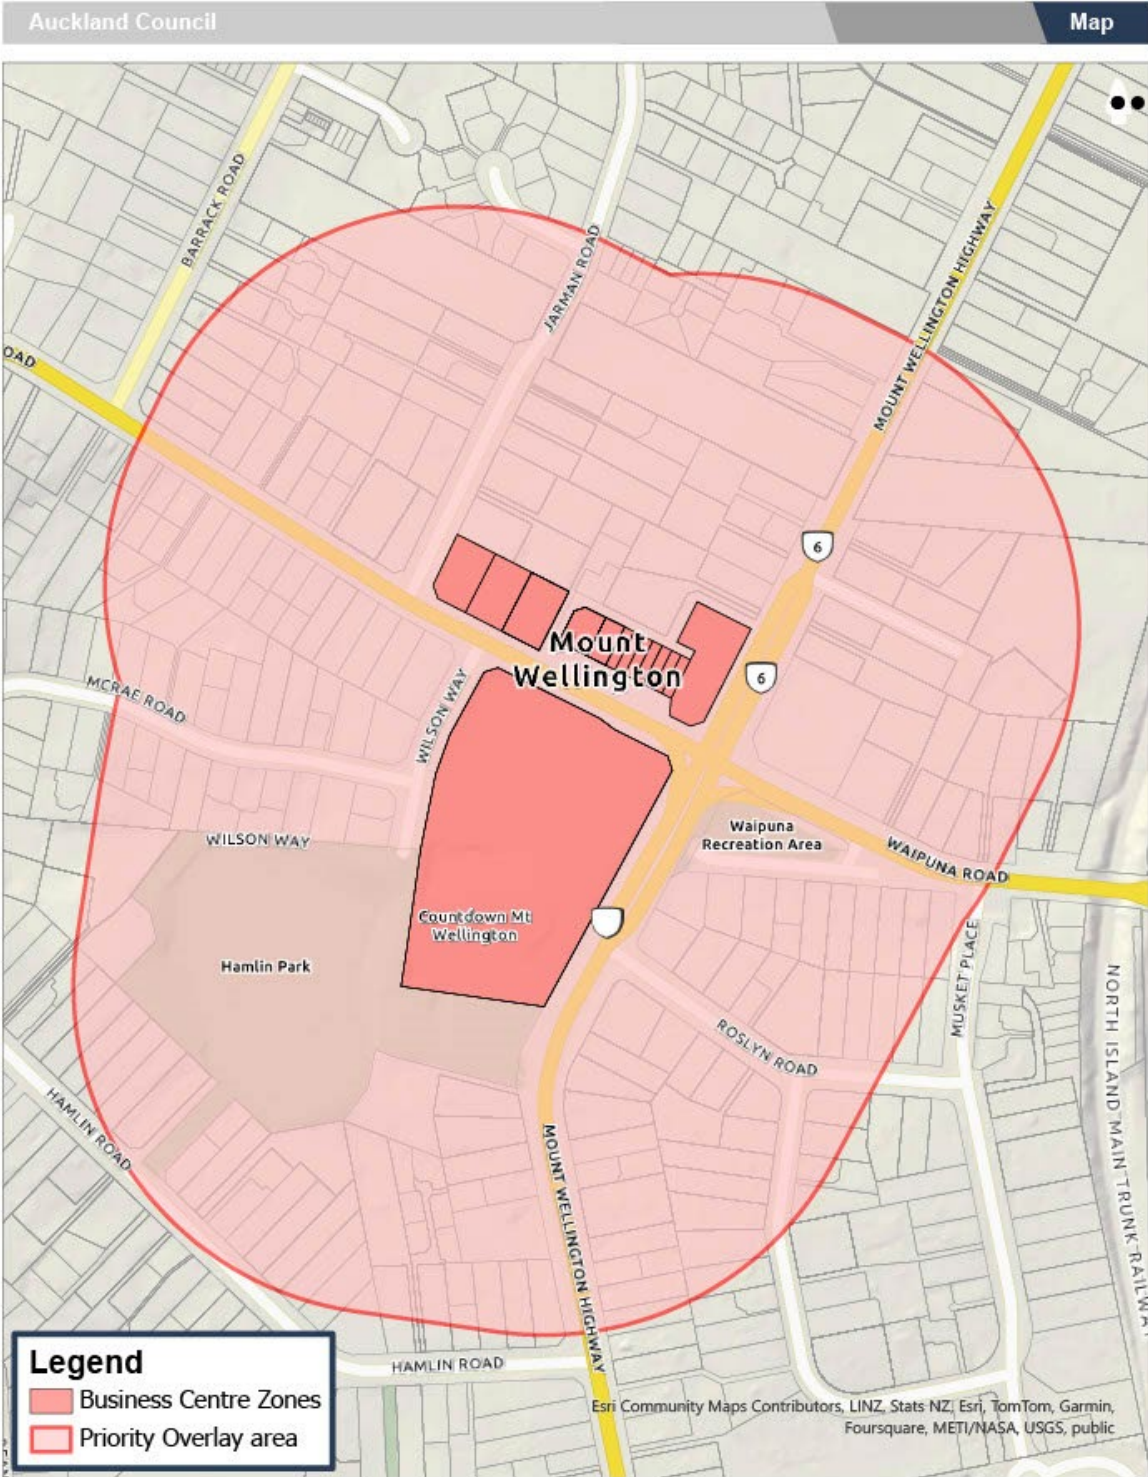 Auckland Council
Map
BARRACK ROAD
JARMAN ROAD
MOUNT WELLINGTON HIGHWAY
OAD
6
Mount
Wellington
6
MCRAE ROAD
WILSON WAY
WILSON WAY
Waipuna
Recreation Area
WAIPUNA ROAD
Countdown Mt
Wellington
Hamlin Park
MUSKET PLACE
NORTH ISLAND MAIN TRUNK RAILWA
ROSLYN ROAD
HAMLIN ROAD
MOUNT WELLINGTON HIGHWAY
HAMLIN ROAD
Legend
Business Centre Zones
Priority Overlay area
Esri Community Maps Contributors, LINZ, Stats NZ, Esri, TomTom, Garmin,
Foursquare, METI/NASA, USGS, public